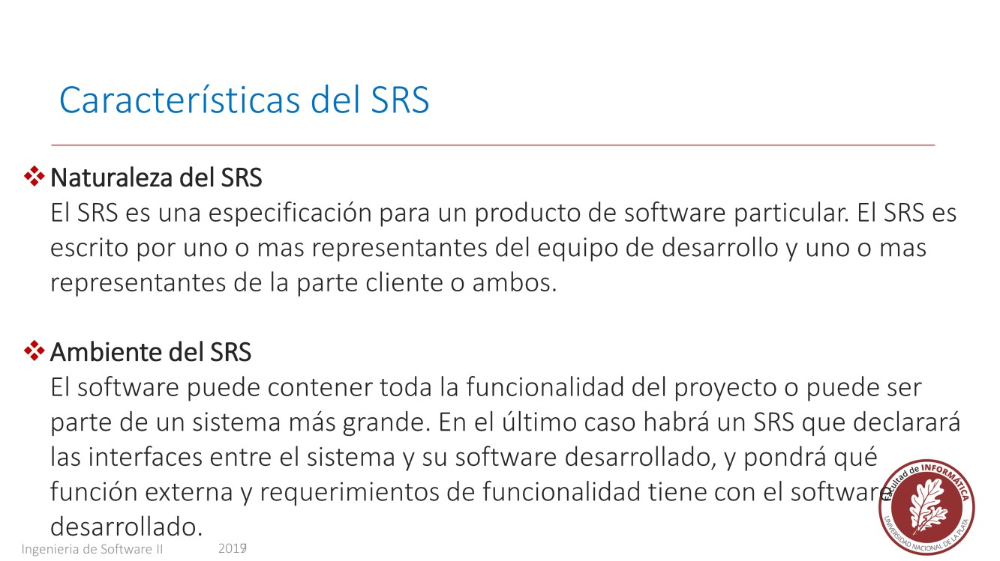 Características del SRS
Naturaleza del SRS
El SRS es una especificación para un producto de software particular. El SRS es
escrito por uno o mas representantes del equipo de desarrollo y uno o mas
representantes de la parte cliente o ambos.
Ambiente del SRS
El software puede contener toda la funcionalidad del proyecto o puede ser
parte de un sistema más grande. En el último caso habrá un SRS que declarará
las interfaces entre el sistema y su software desarrollado, y pondrá qué
función externa y requerimientos de funcionalidad tiene con el software
desarrollado.
Facultad de INFORMÁTICA
UNIVERSIDAD NACIONAL DE LA PLATA
Ingenieria de Software II